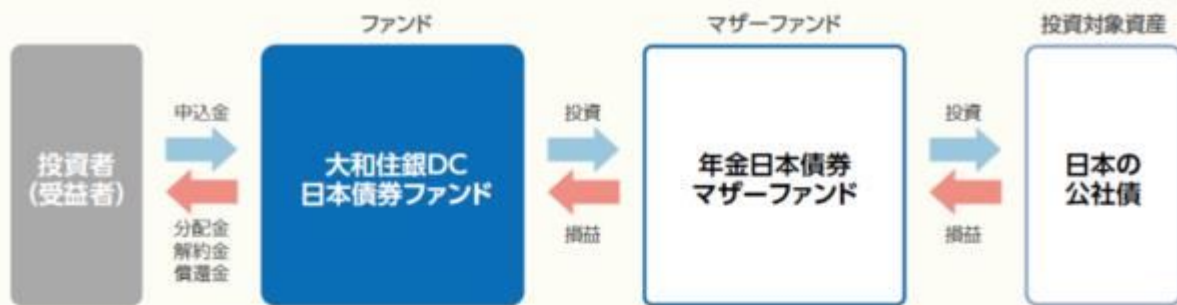 ファンド
マザーファンド
投資対象資産
投資者
(受益者)
申込金
分配金
解約金
償還金
大和住銀DC
日本債券ファンド
投資
損益
年金日本債券
マザーファンド
投資
損益
日本の
公社債